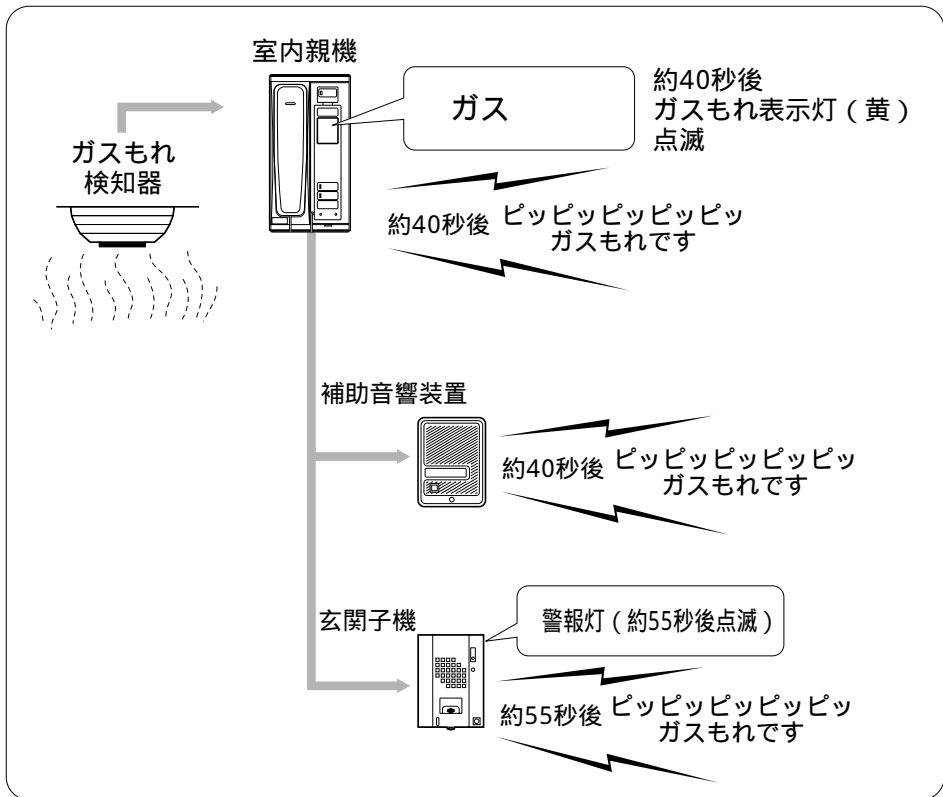 室内親機
ガス
約40秒後
ガスもれ表示灯（黄）
点滅
ガスもれ
検知器
約40秒後 ピッピッピッピッピッ
ガスもれです
補助音響装置
約40秒後 ピッピッピッピッピッ
ガスもれです
玄関子機
警報灯（約55秒後点滅）
約55秒後 ピッピッピッピッピッ
ガスもれです